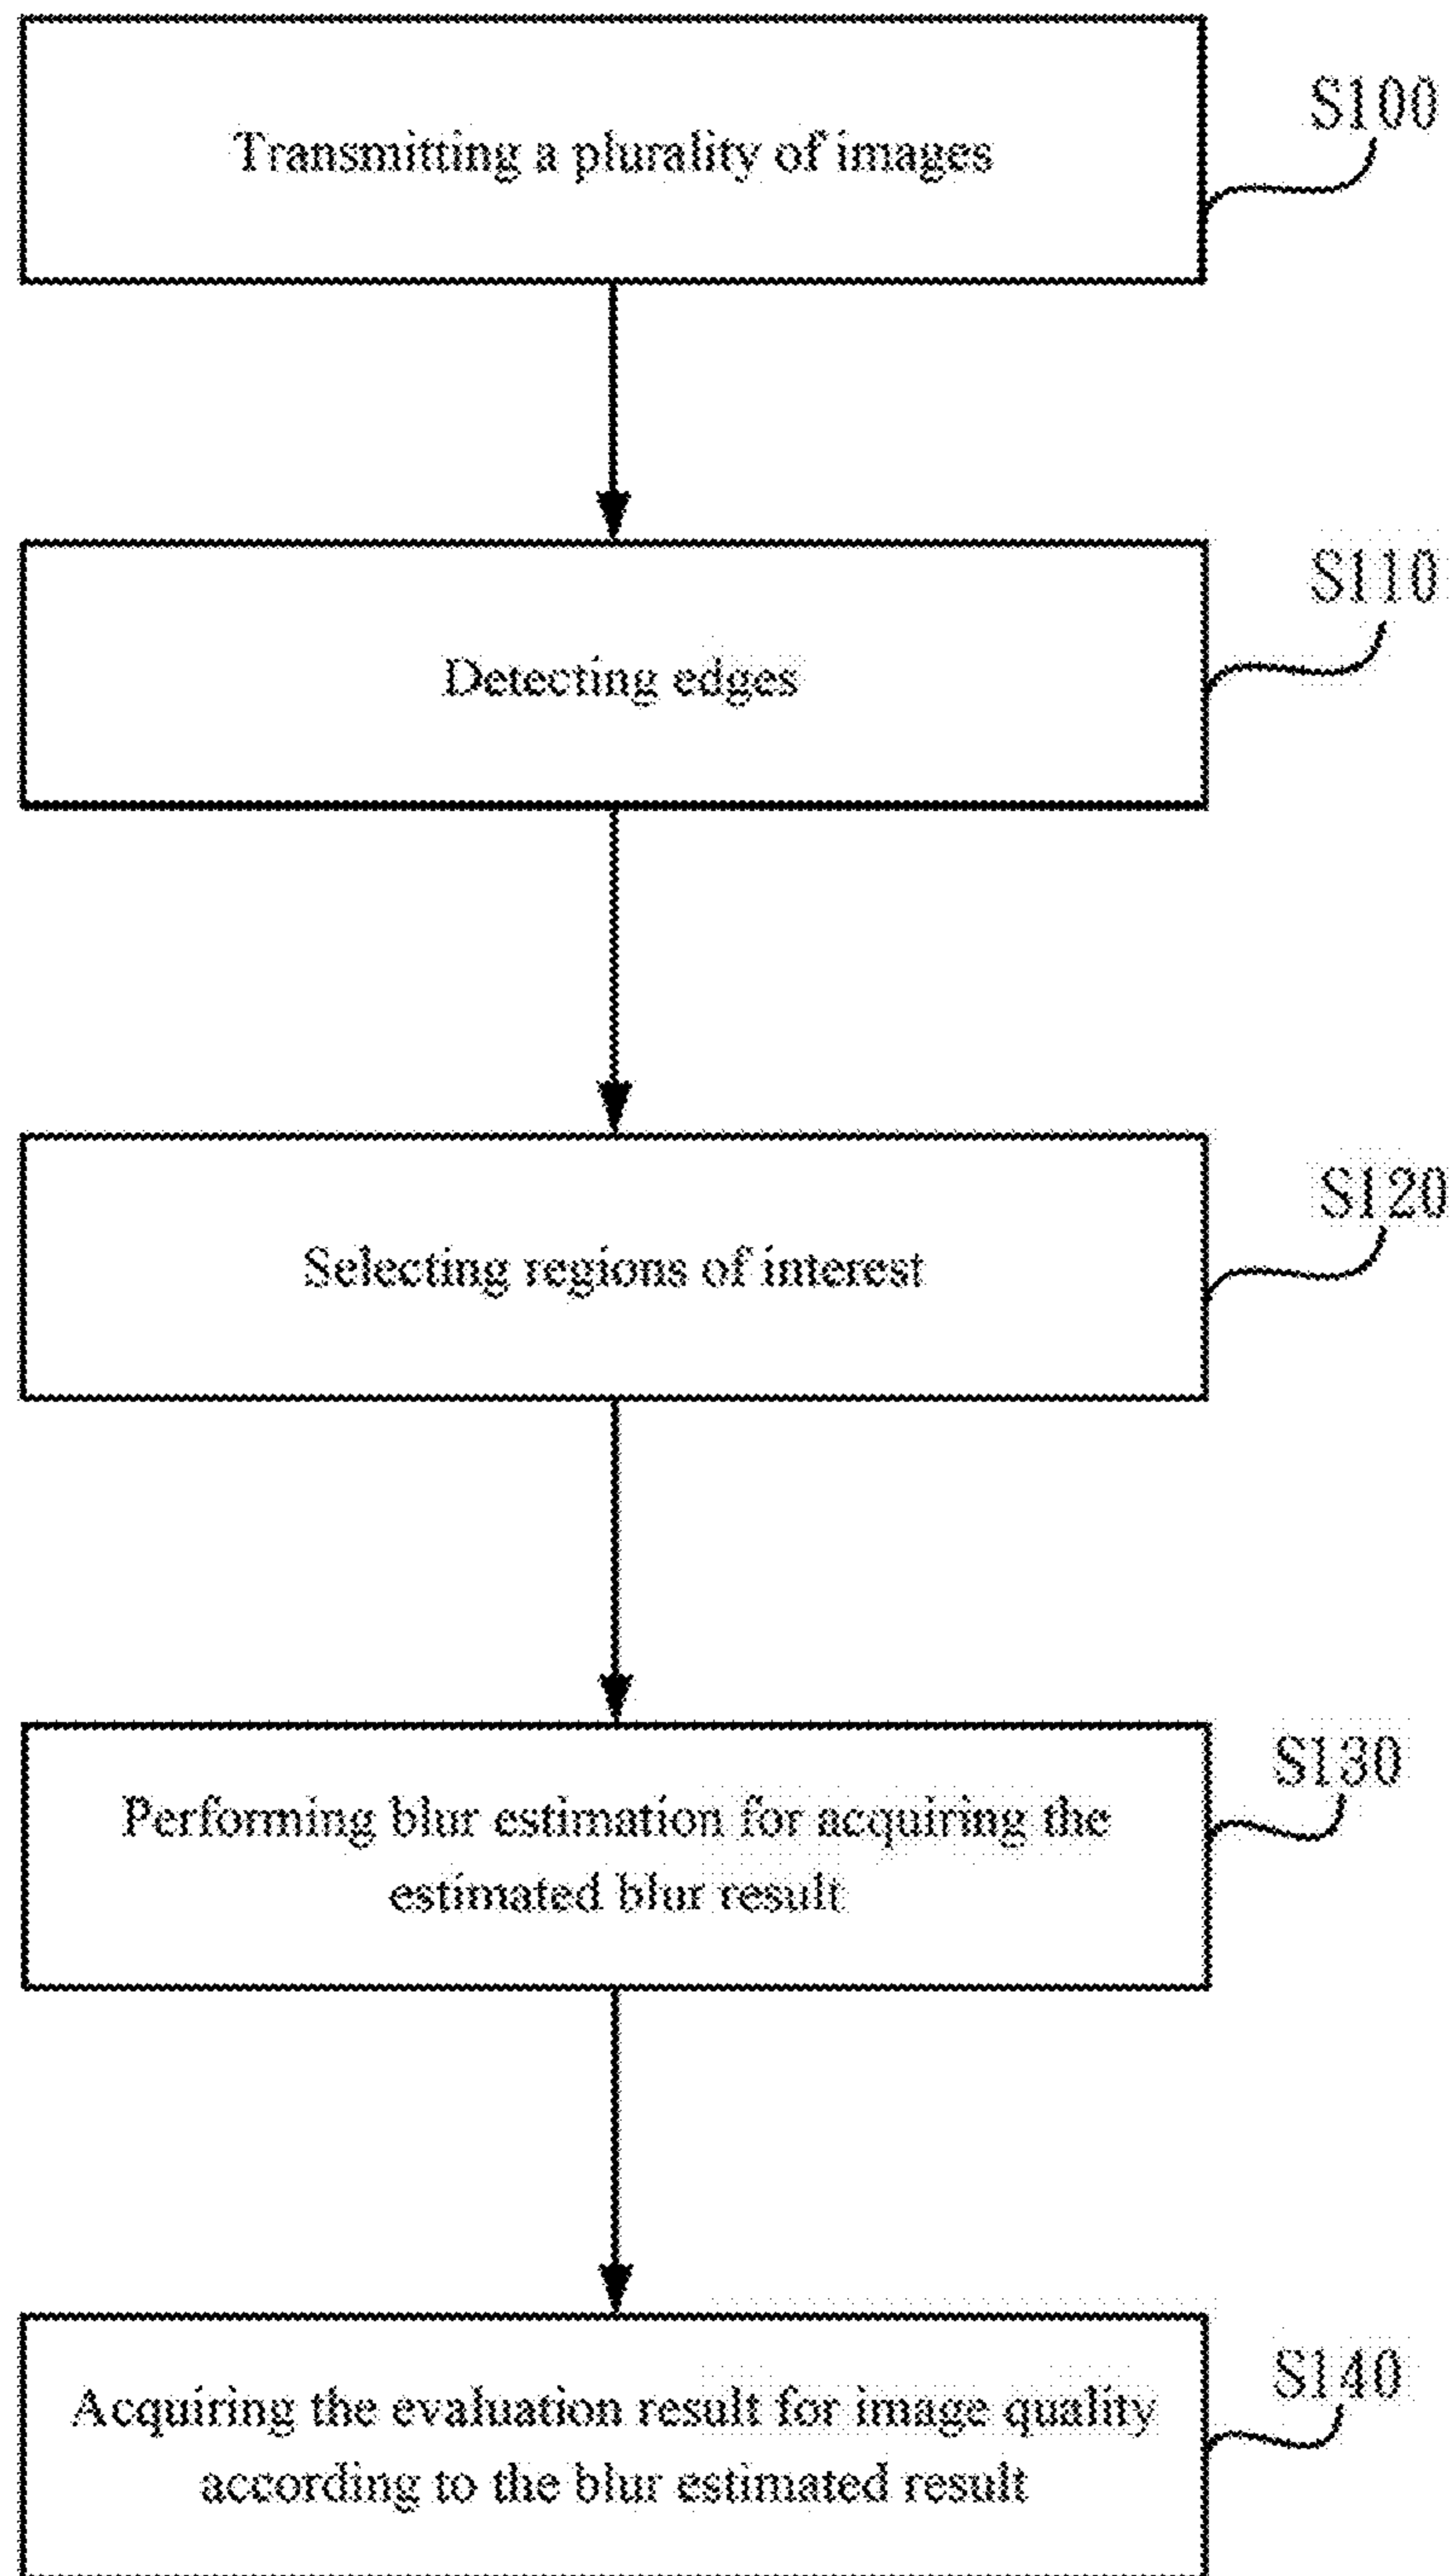 Transmitting a plurality of images
S100
Detecting edges
S110
Selecting regions of interest
S120
Performing blur estimation for acquiring the
estimated blur result
S130
Acquiring the evaluation result for image quality
according to the blur estimated result
S140